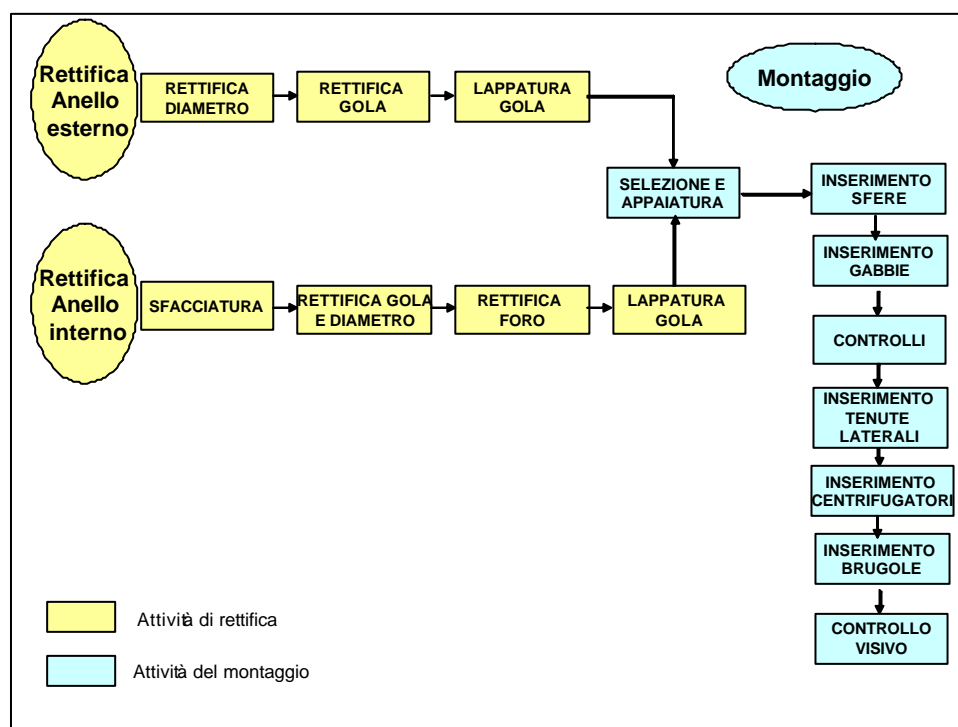 Rettifica
Anello
esterno
RETTIFICA
DIAMETRO
RETTIFICA
GOLA
LAPPATURA
GOLA
Montaggio
SELEZIONE E
APPAIATURA
INSERIMENTO
SFERE
INSERIMENTO
GABBIE
Rettifica
Anello
interno
SFACCIATURA
RETTIFICA GOLA
E DIAMETRO
RETTIFICA
FORO
LAPPATURA
GOLA
CONTROLLI
INSERIMENTO
TENUTE
LATERALI
INSERIMENTO
CENTRIFUGATORI
INSERIMENTO
BRUGOLE
CONTROLLO
VISIVO
Attività di rettifica
Attività del montaggio